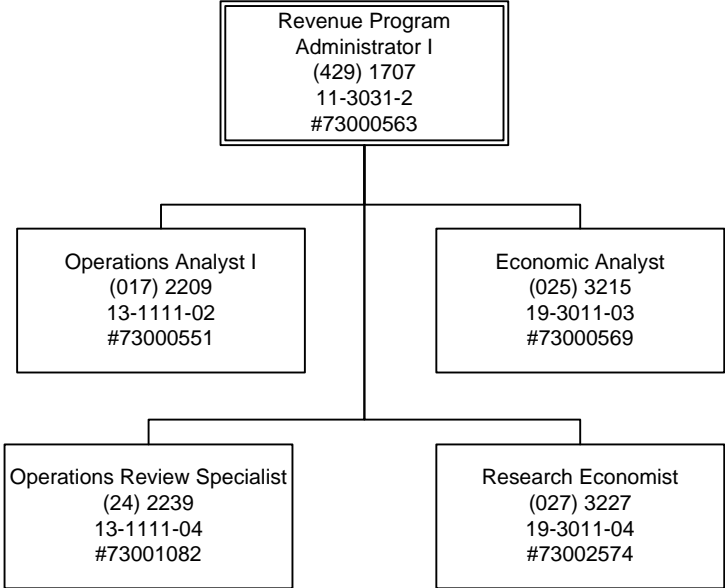 Revenue Program
Administrator I
(429) 1707
11-3031-2
#73000563
Operations Analyst I
(017) 2209
13-1111-02
#73000551
Economic Analyst
(025) 3215
19-3011-03
#73000569
Operations Review Specialist
(24) 2239
13-1111-04
#73001082
Research Economist
(027) 3227
19-3011-04
#73002574